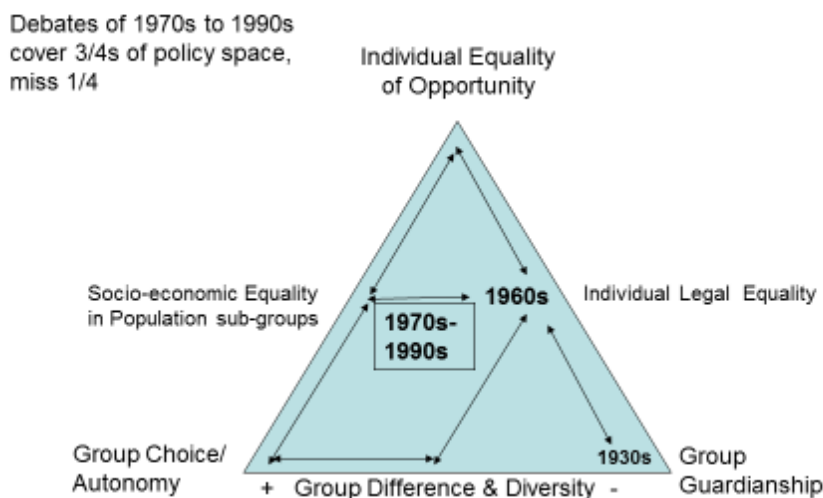 Debates of 1970s to 1990s
cover 3/4s of policy space,
miss 1/4
Individual Equality
of Opportunity
Socio-economic Equality
in Population sub-groups
1960s
Individual Legal Equality
1970s-
1990s
Group Choice/
Autonomy
1930s
Group
Guardianship
+ Group Difference & Diversity -